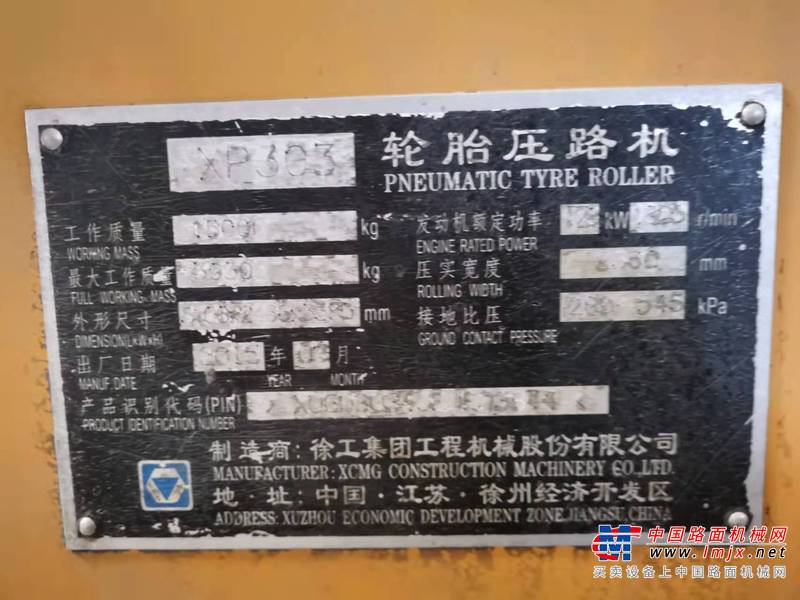 XP303 轮胎压路机
PNEUMATIC TYRE ROLLER
工作质量 kg 发动机额定功率 kW r/min
WORKING MASS ENGINE RATED POWER
最大工作质量 kg 压实宽度 mm
FULL WORKING MASS ROLLING WIDTH
外形尺寸 mm 接地比压 kPa
DIMENSION(LxWxH) GROUND CONTACT PRESSURE
出厂日期 年 月
MANUF DATE YEAR MONTH
产品识别代码(PIN)
PRODUCT IDENTIFICATION NUMBER
制造商:徐工集团工程机械股份有限公司
MANUFACTURER:XCMG CONSTRUCTION MACHINERY CO.,LTD.
地·址:中国·江苏·徐州经济开发区
ADDRESS:XUZHOU ECONOMIC DEVELOPMENT ZONE,JIANGSU,CHINA
中国路面机械网
www.lmjx.net
买卖设备上中国路面机械网